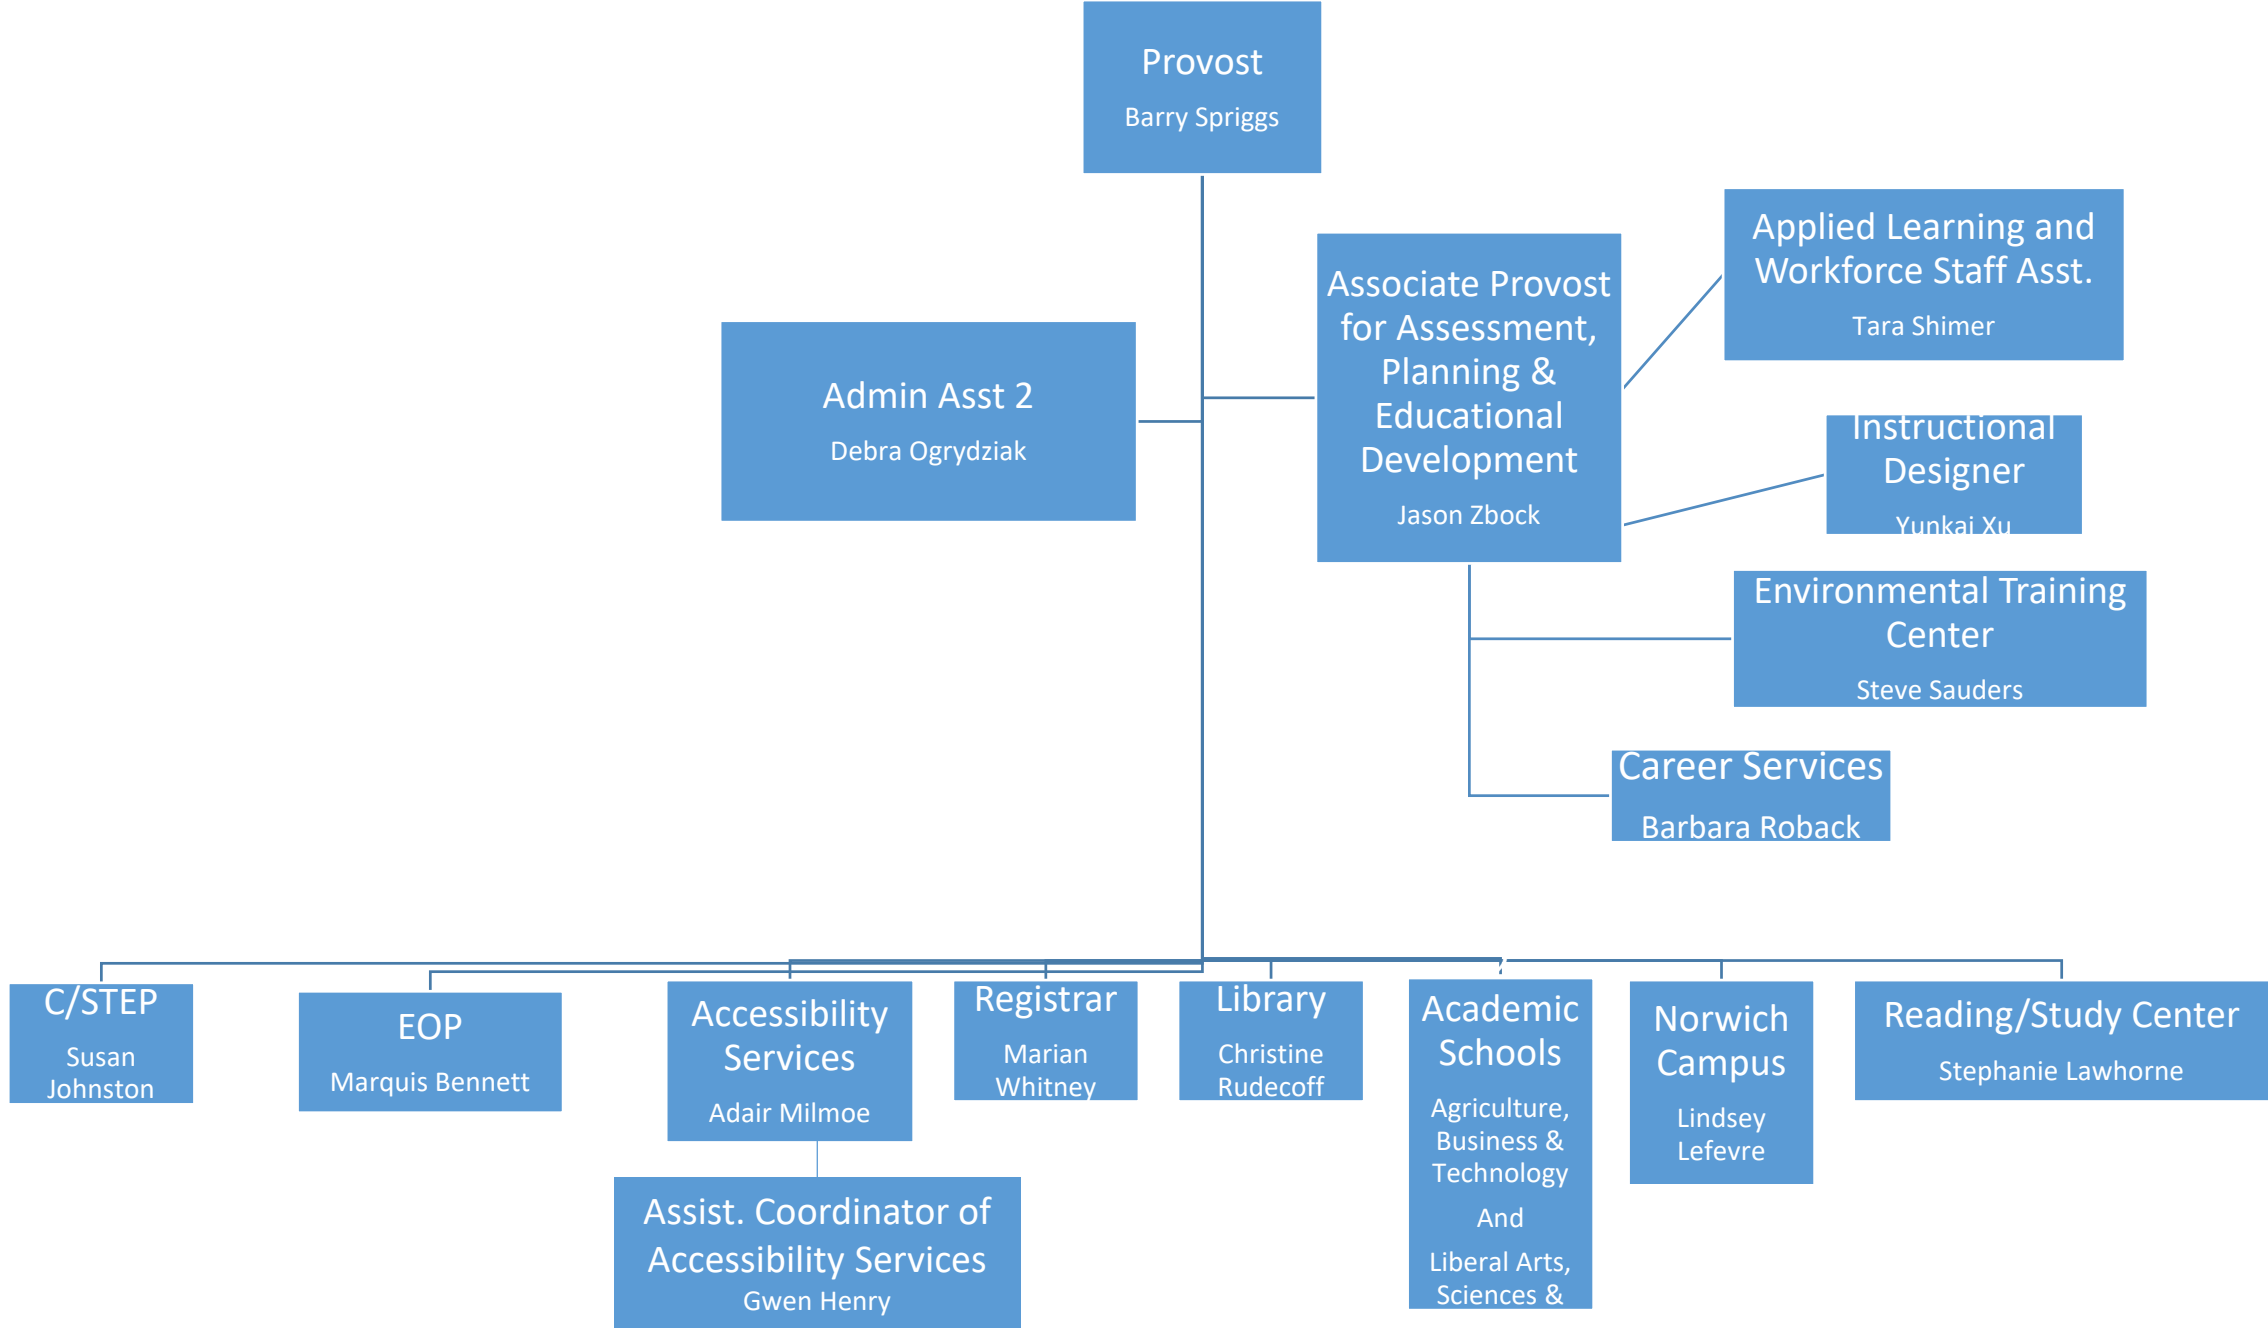 Provost
Barry Spriggs
Applied Learning and
Workforce Staff Asst.
Tara Shimer
Associate Provost
for Assessment,
Planning &
Educational
Development
Jason Zbock
Admin Asst 2
Debra Ogrydziak
Instructional
Designer
Yunkai Xu
Environmental Training
Center
Steve Sauders
Career Services
Barbara Roback
C/STEP
Susan
Johnston
EOP
Marquis Bennett
Accessibility
Services
Adair Milmoe
Assist. Coordinator of
Accessibility Services
Gwen Henry
Registrar
Marian
Whitney
Library
Christine
Rudecoff
Academic
Schools
Agriculture,
Business &
Technology
And
Liberal Arts,
Sciences &
Norwich
Campus
Lindsey
Lefevre
Reading/Study Center
Stephanie Lawhorne